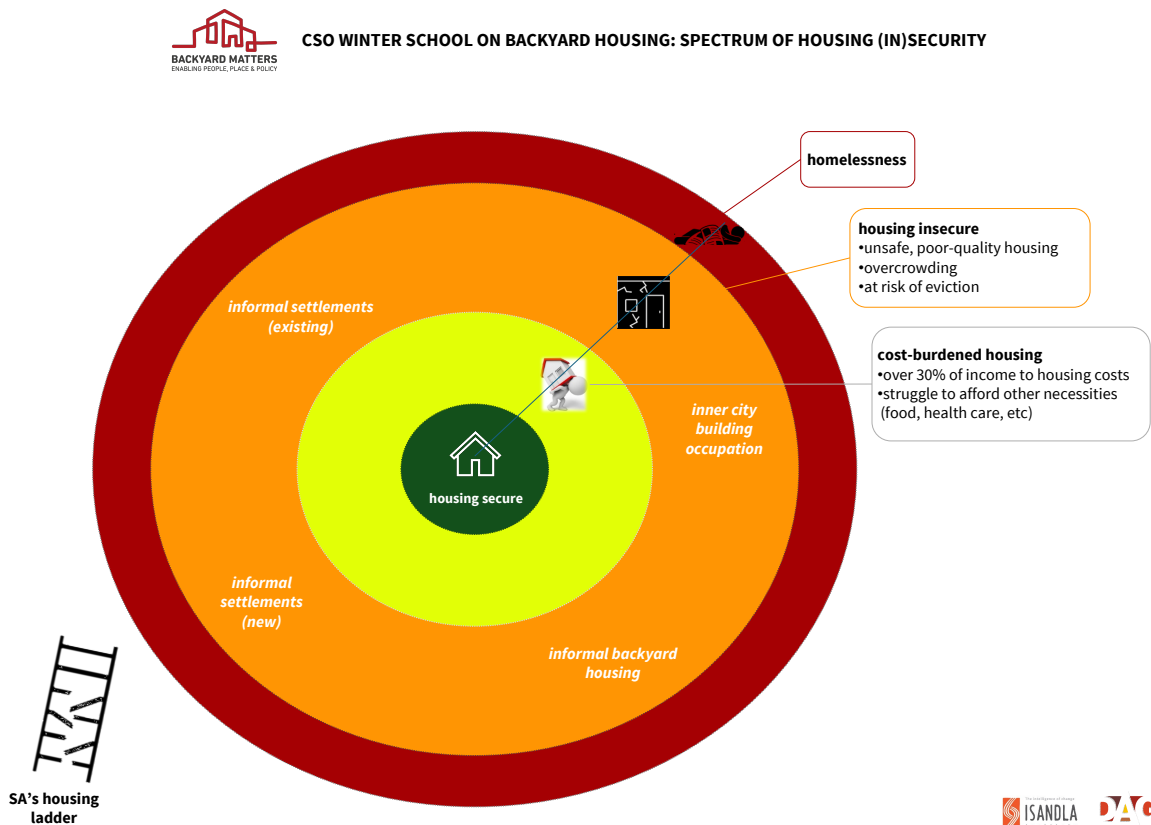 CSO WINTER SCHOOL ON BACKYARD HOUSING: SPECTRUM OF HOUSING (IN)SECURITY
BACKYARD MATTERS
ENABLING PEOPLE, PLACE & POLICY
homelessness
housing insecure
•unsafe, poor-quality housing
•overcrowding
•at risk of eviction
informal settlements
(existing)
cost-burdened housing
•over 30% of income to housing costs
•struggle to afford other necessities
(food, health care, etc)
inner city
building
occupation
housing secure
informal
settlements
(new)
informal backyard
housing
SA's housing
ladder
ISANDLA
DAG